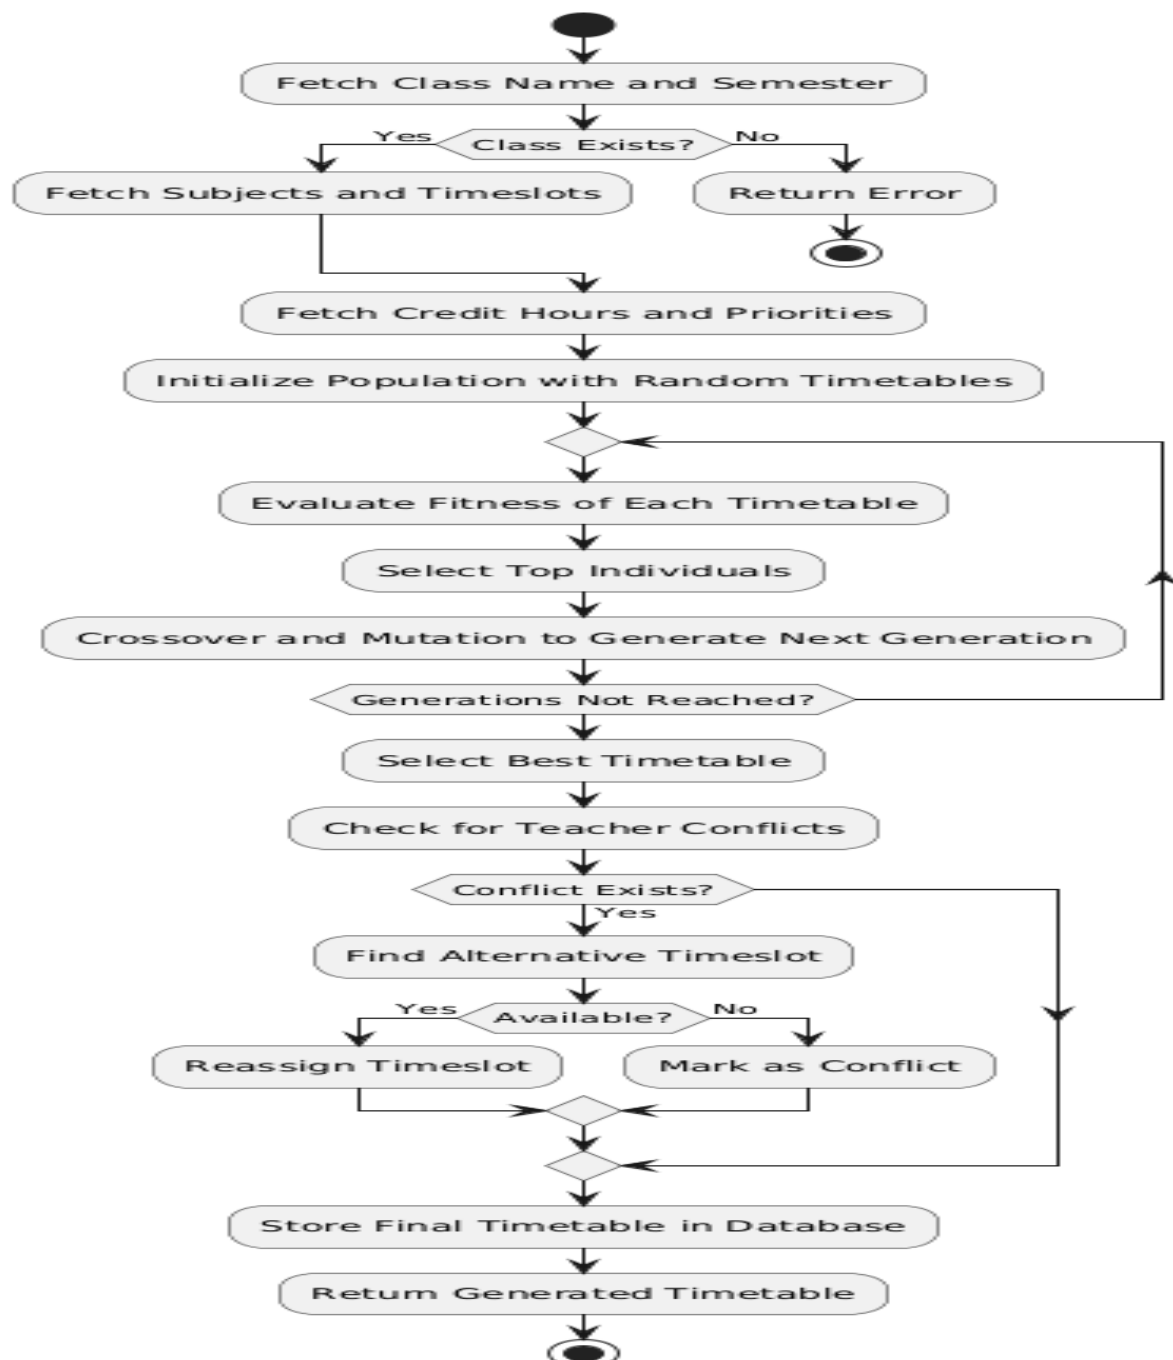 Fetch Class Name and Semester
Yes
Class Exists?
No
Fetch Subjects and Timeslots
Return Error
Fetch Credit Hours and Priorities
Initialize Population with Random Timetables
Evaluate Fitness of Each Timetable
Select Top Individuals
Crossover and Mutation to Generate Next Generation
Generations Not Reached?
Select Best Timetable
Check for Teacher Conflicts
Conflict Exists?
Yes
Find Alternative Timeslot
Yes
Available?
No
Reassign Timeslot
Mark as Conflict
Store Final Timetable in Database
Return Generated Timetable